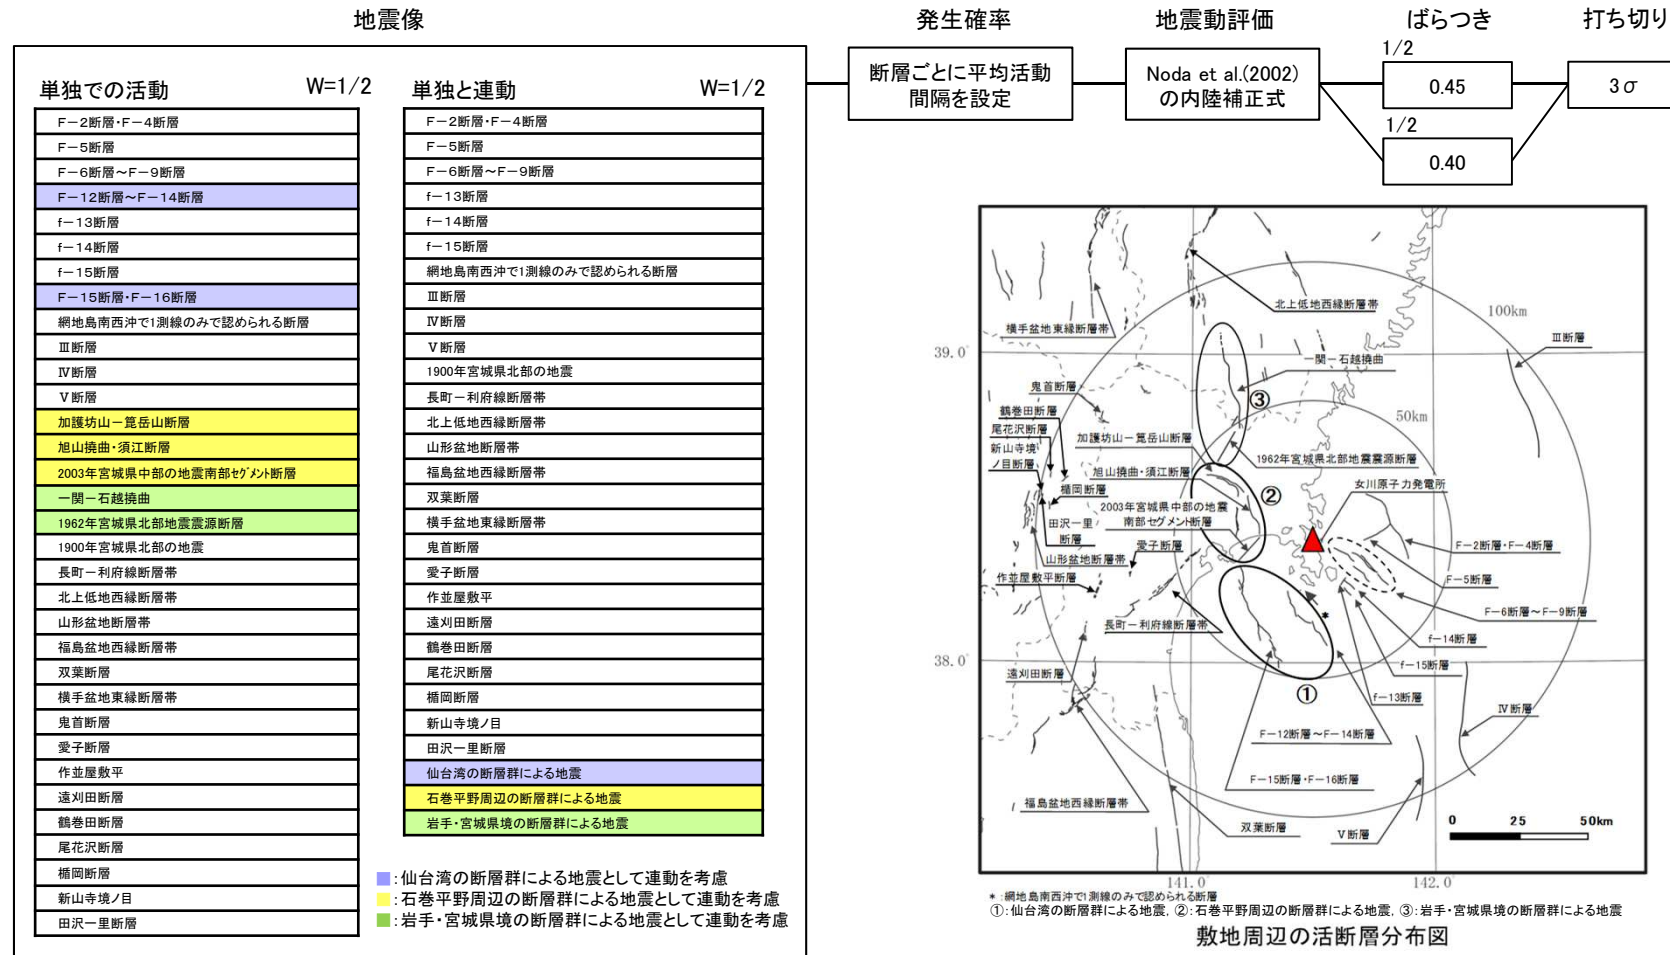 地震像
発生確率
地震動評価
ばらつき
打ち切り
単独での活動 W=1/2
F－2断層・F－4断層
F－5断層
F－6断層～F－9断層
F－12断層～F－14断層
f－13断層
f－14断層
f－15断層
F－15断層・F－16断層
網地島南西沖で1測線のみで認められる断層
Ⅲ断層
Ⅳ断層
Ⅴ断層
加護坊山－箟岳山断層
旭山撓曲・須江断層
2003年宮城県中部の地震南部セグメント断層
一関－石越撓曲
1962年宮城県北部地震震源断層
1900年宮城県北部の地震
長町－利府線断層帯
北上低地西縁断層帯
山形盆地断層帯
福島盆地西縁断層帯
双葉断層
横手盆地東縁断層帯
鬼首断層
愛子断層
作並屋敷平
遠刈田断層
鶴巻田断層
尾花沢断層
楯岡断層
新山寺境ノ目
田沢一里断層
単独と連動 W=1/2
F－2断層・F－4断層
F－5断層
F－6断層～F－9断層
f－13断層
f－14断層
f－15断層
網地島南西沖で1測線のみで認められる断層
Ⅲ断層
Ⅳ断層
Ⅴ断層
1900年宮城県北部の地震
長町－利府線断層帯
北上低地西縁断層帯
山形盆地断層帯
福島盆地西縁断層帯
双葉断層
横手盆地東縁断層帯
鬼首断層
愛子断層
作並屋敷平
遠刈田断層
鶴巻田断層
尾花沢断層
楯岡断層
新山寺境ノ目
田沢一里断層
仙台湾の断層群による地震
石巻平野周辺の断層群による地震
岩手・宮城県境の断層群による地震
:仙台湾の断層群による地震として連動を考慮
:石巻平野周辺の断層群による地震として連動を考慮
:岩手・宮城県境の断層群による地震として連動を考慮
断層ごとに平均活動
間隔を設定
Noda et al.(2002)
の内陸補正式
1/2
0.45
1/2
0.40
3σ
北上低地西縁断層帯
100km
横手盆地東縁断層帯
Ⅲ断層
39.0°
一関－石越撓曲
鬼首断層
③
50km
鶴巻田断層
尾花沢断層
加護坊山－箟岳山断層
新山寺境
ノ目断層
1962年宮城県北部地震震源断層
旭山撓曲・須江断層
女川原子力発電所
楯岡断層
②
2003年宮城県中部の地震
南部セグメント断層
田沢一里
断層
愛子断層
F－2断層・F－4断層
山形盆地断層帯
作並屋敷平断層
F－5断層
F－6断層～F－9断層
*
長町－利府線断層帯
f－14断層
38.0°
f－15断層
遠刈田断層
①
f－13断層
Ⅳ断層
F－12断層～F－14断層
F－15断層・F－16断層
福島盆地西縁断層帯
双葉断層
Ⅴ断層
0 25 50km
141.0° 142.0°
*:網地島南西沖で1測線のみで認められる断層
①:仙台湾の断層群による地震, ②:石巻平野周辺の断層群による地震, ③:岩手・宮城県境の断層群による地震
敷地周辺の活断層分布図